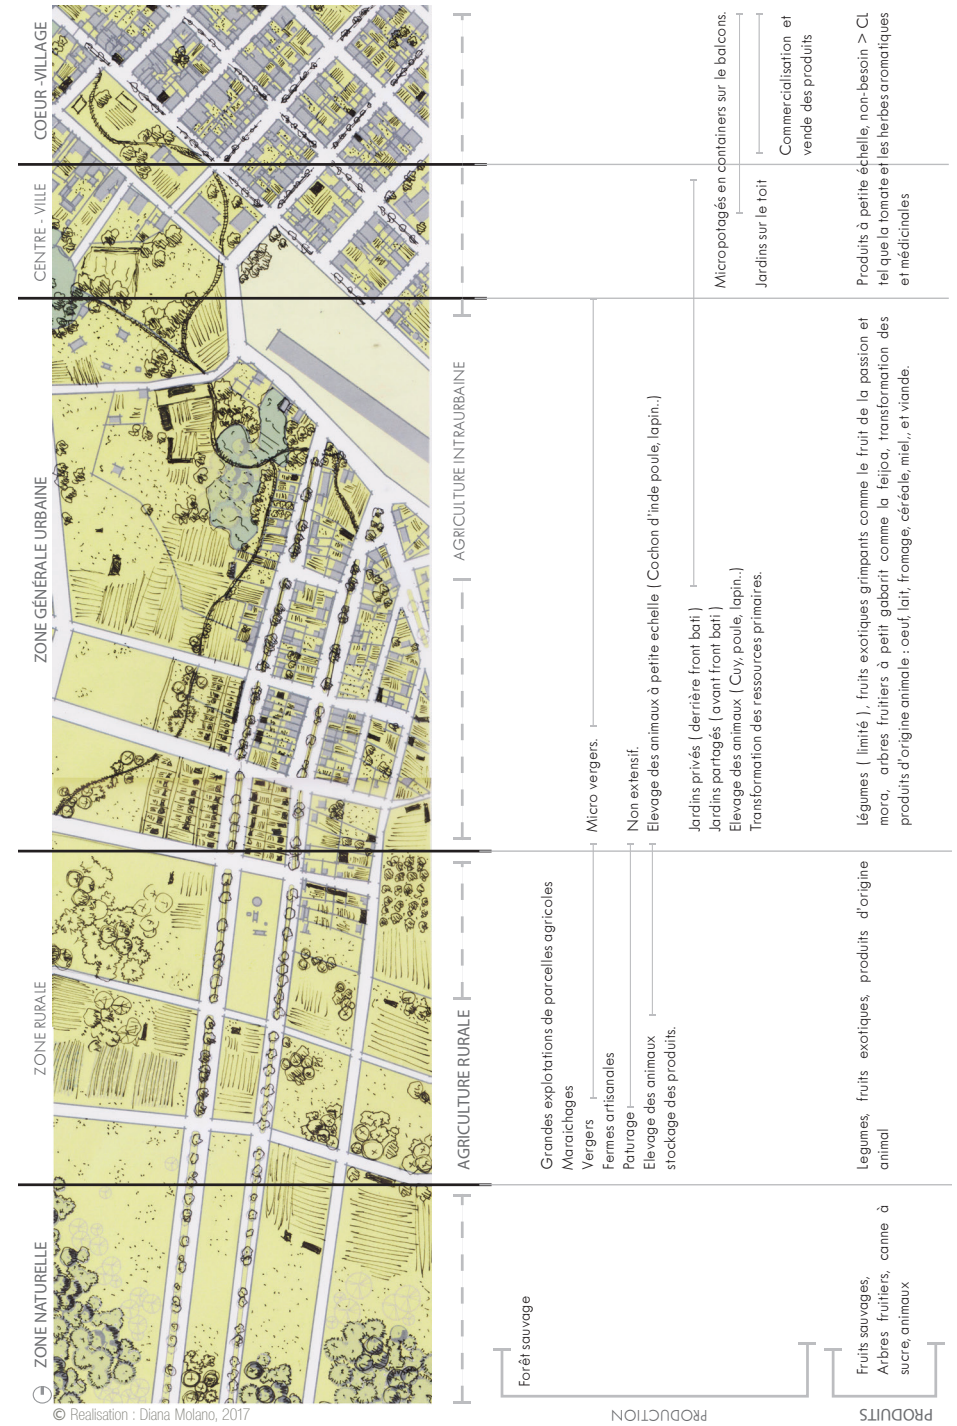 ZONE NATURELLE
ZONE RURALE
ZONE GÉNÉRALE URBAINE
CENTRE - VILLE
COEUR -VILLAGE
AGRICULTURE RURALE
AGRICULTURE INTRAURBAINE
PRODUCTION
Forêt sauvage
Grandes explotations de parcelles agricoles
Maraichages
Vergers
Fermes artisanales
Paturage
Elevage des animaux
stockage des produits.
Micro vergers.
Non extensif.
Elevage des animaux à petite echelle ( Cochon d'inde poule, lapin..)
Jardins privés ( derrière front bati )
Jardins partagés ( avant front bati )
Elevage des animaux ( Cuy, poule, lapin..)
Transformation des ressources primaires.
Micropotagés en containers sur le balcons.
Jardins sur le toit
Commercialisation et
vende des produits
PRODUITS
Fruits sauvages,
Arbres fruitiers, canne à
sucre, animaux
Legumes, fruits exotiques, produits d'origine
animal
Légumes ( limité ), fruits exotiques grimpants comme le fruit de la passion et
mora, arbres fruitiers à petit gabarit comme la feijoa, transformation des
produits d'origine animale : oeuf, lait, fromage, céréale, miel,, et viande.
Produits à petite échelle, non-besoin > CL
tel que la tomate et les herbes aromatiques
et médicinales
© Realisation : Diana Molano, 2017